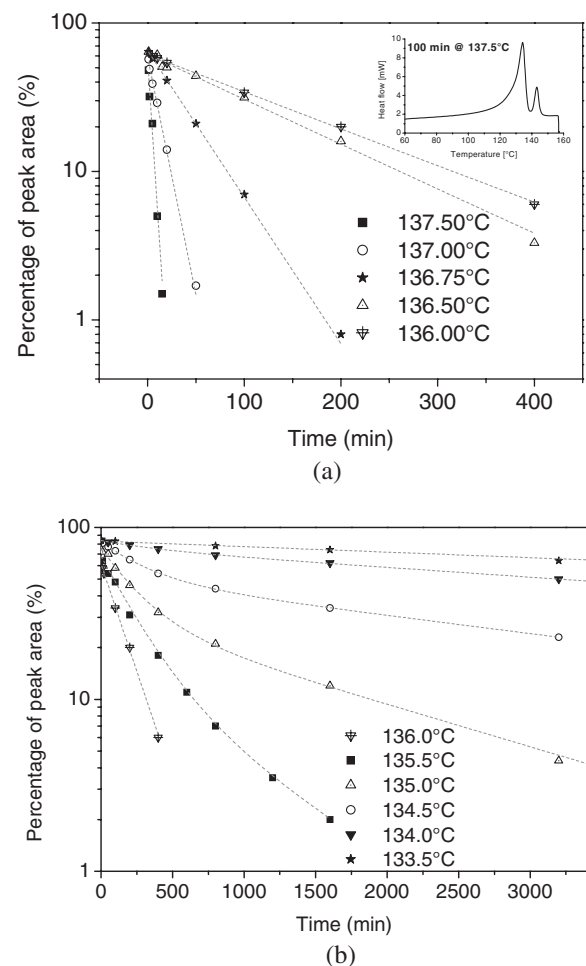 100 min @ 137.5°C
Heat flow [mW]
10
8
6
4
2
0
60 80 100 120 140 160
Temperature [°C]
Percentage of peak area (%)
10
1
137.50°C
137.00°C
136.75°C
136.50°C
136.00°C
0 100 200 300 400
Time (min)
(a)
Percentage of peak area (%)
100
10
1
136.0°C
135.5°C
135.0°C
134.5°C
134.0°C
133.5°C
0 500 1000 1500 2000 2500 3000
Time (min)
(b)